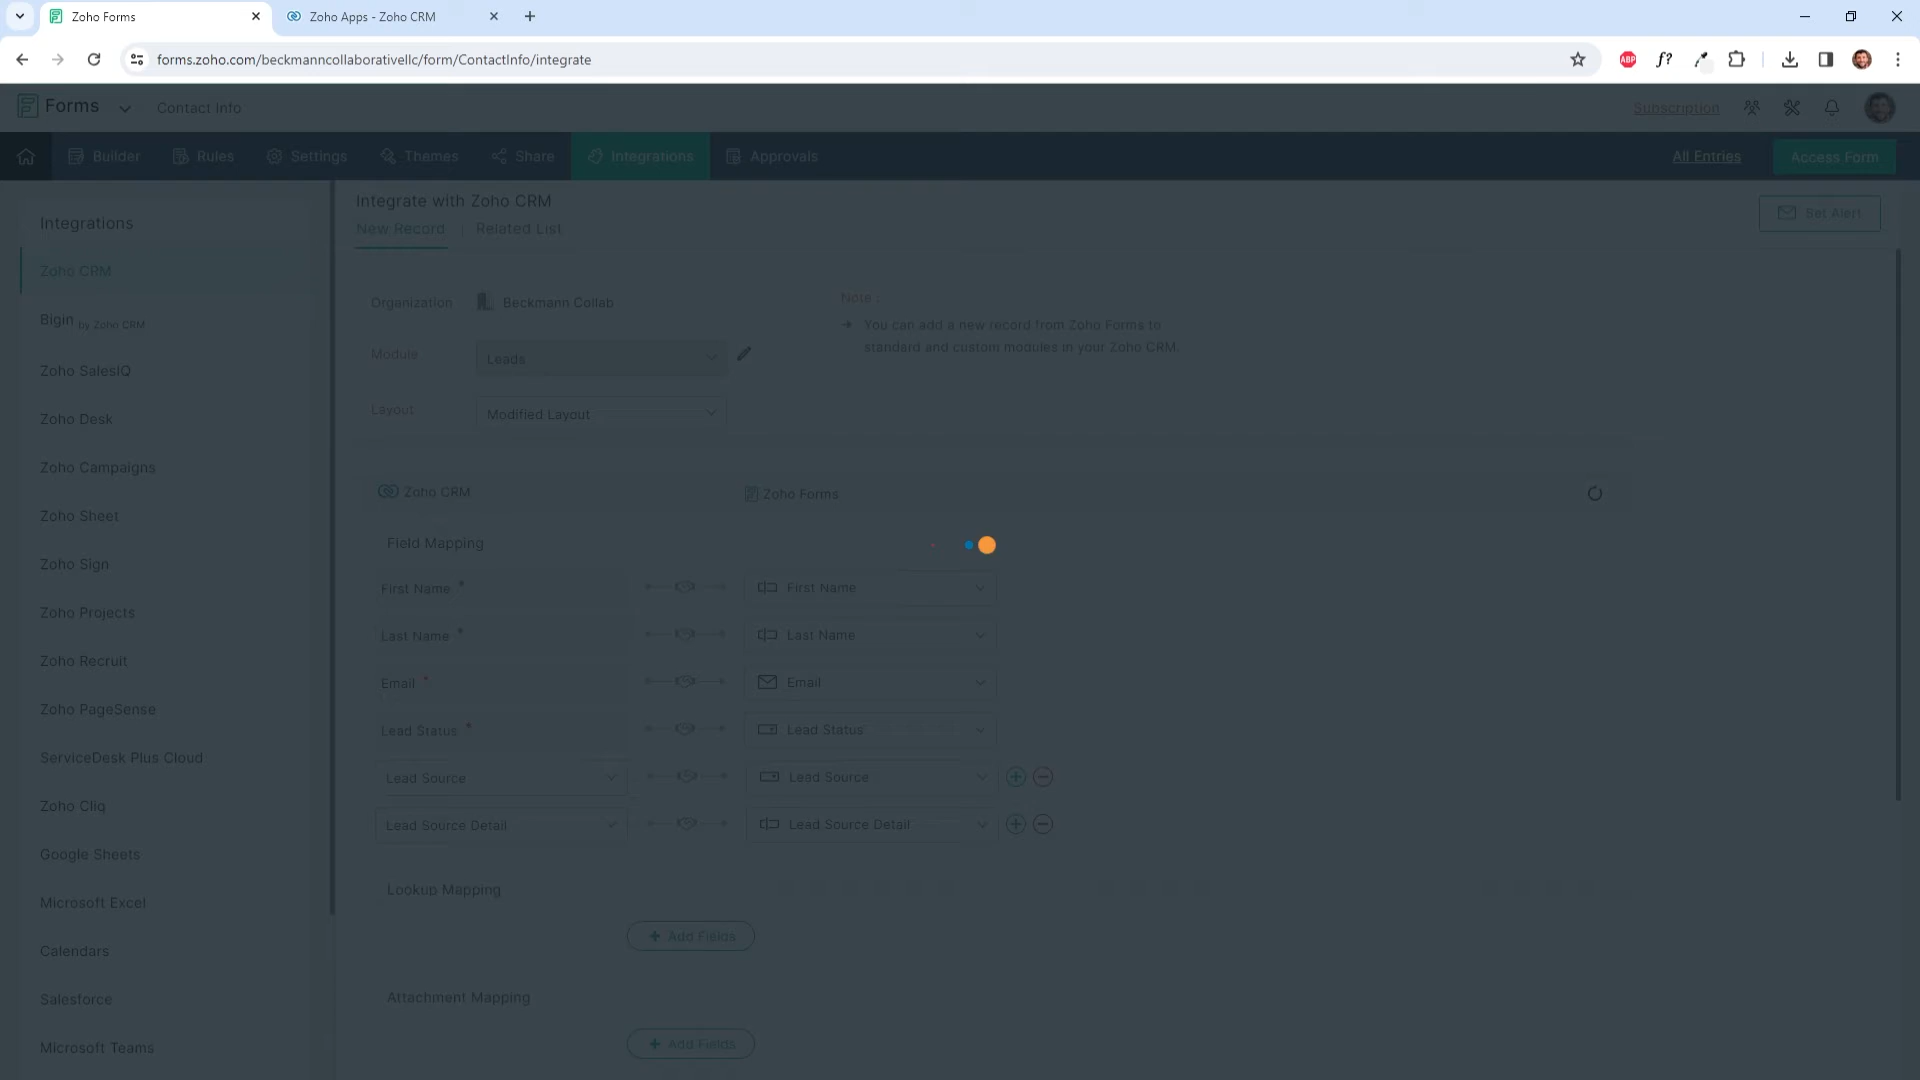 Zoho Forms
Zoho Apps - Zoho CRM
forms.zoho.com/beckmanncollaborativellc/form/ContactInfo/integrate
ABP
f?
Forms
Contact Info
Subscription
Builder
Rules
Settings
Themes
Share
Integrations
Approvals
All Entries
Access Form
Integrations
Zoho CRM
Bigin by Zoho CRM
Zoho SalesIQ
Zoho Desk
Zoho Campaigns
Zoho Sheet
Zoho Sign
Zoho Projects
Zoho Recruit
Zoho PageSense
ServiceDesk Plus Cloud
Zoho Cliq
Google Sheets
Microsoft Excel
Calendars
Salesforce
Microsoft Teams
Integrate with Zoho CRM
New Record | Related List
Set Alert
Organization Beckmann Collab
Module Leads
Layout Modified Layout
Note :
You can add a new record from Zoho Forms to
standard and custom modules in your Zoho CRM.
Zoho CRM Zoho Forms
Field Mapping
First Name * First Name
Last Name * Last Name
Email * Email
Lead Status * Lead Status
Lead Source Lead Source
Lead Source Detail Lead Source Detail
Lookup Mapping
+ Add Fields
Attachment Mapping
+ Add Fields